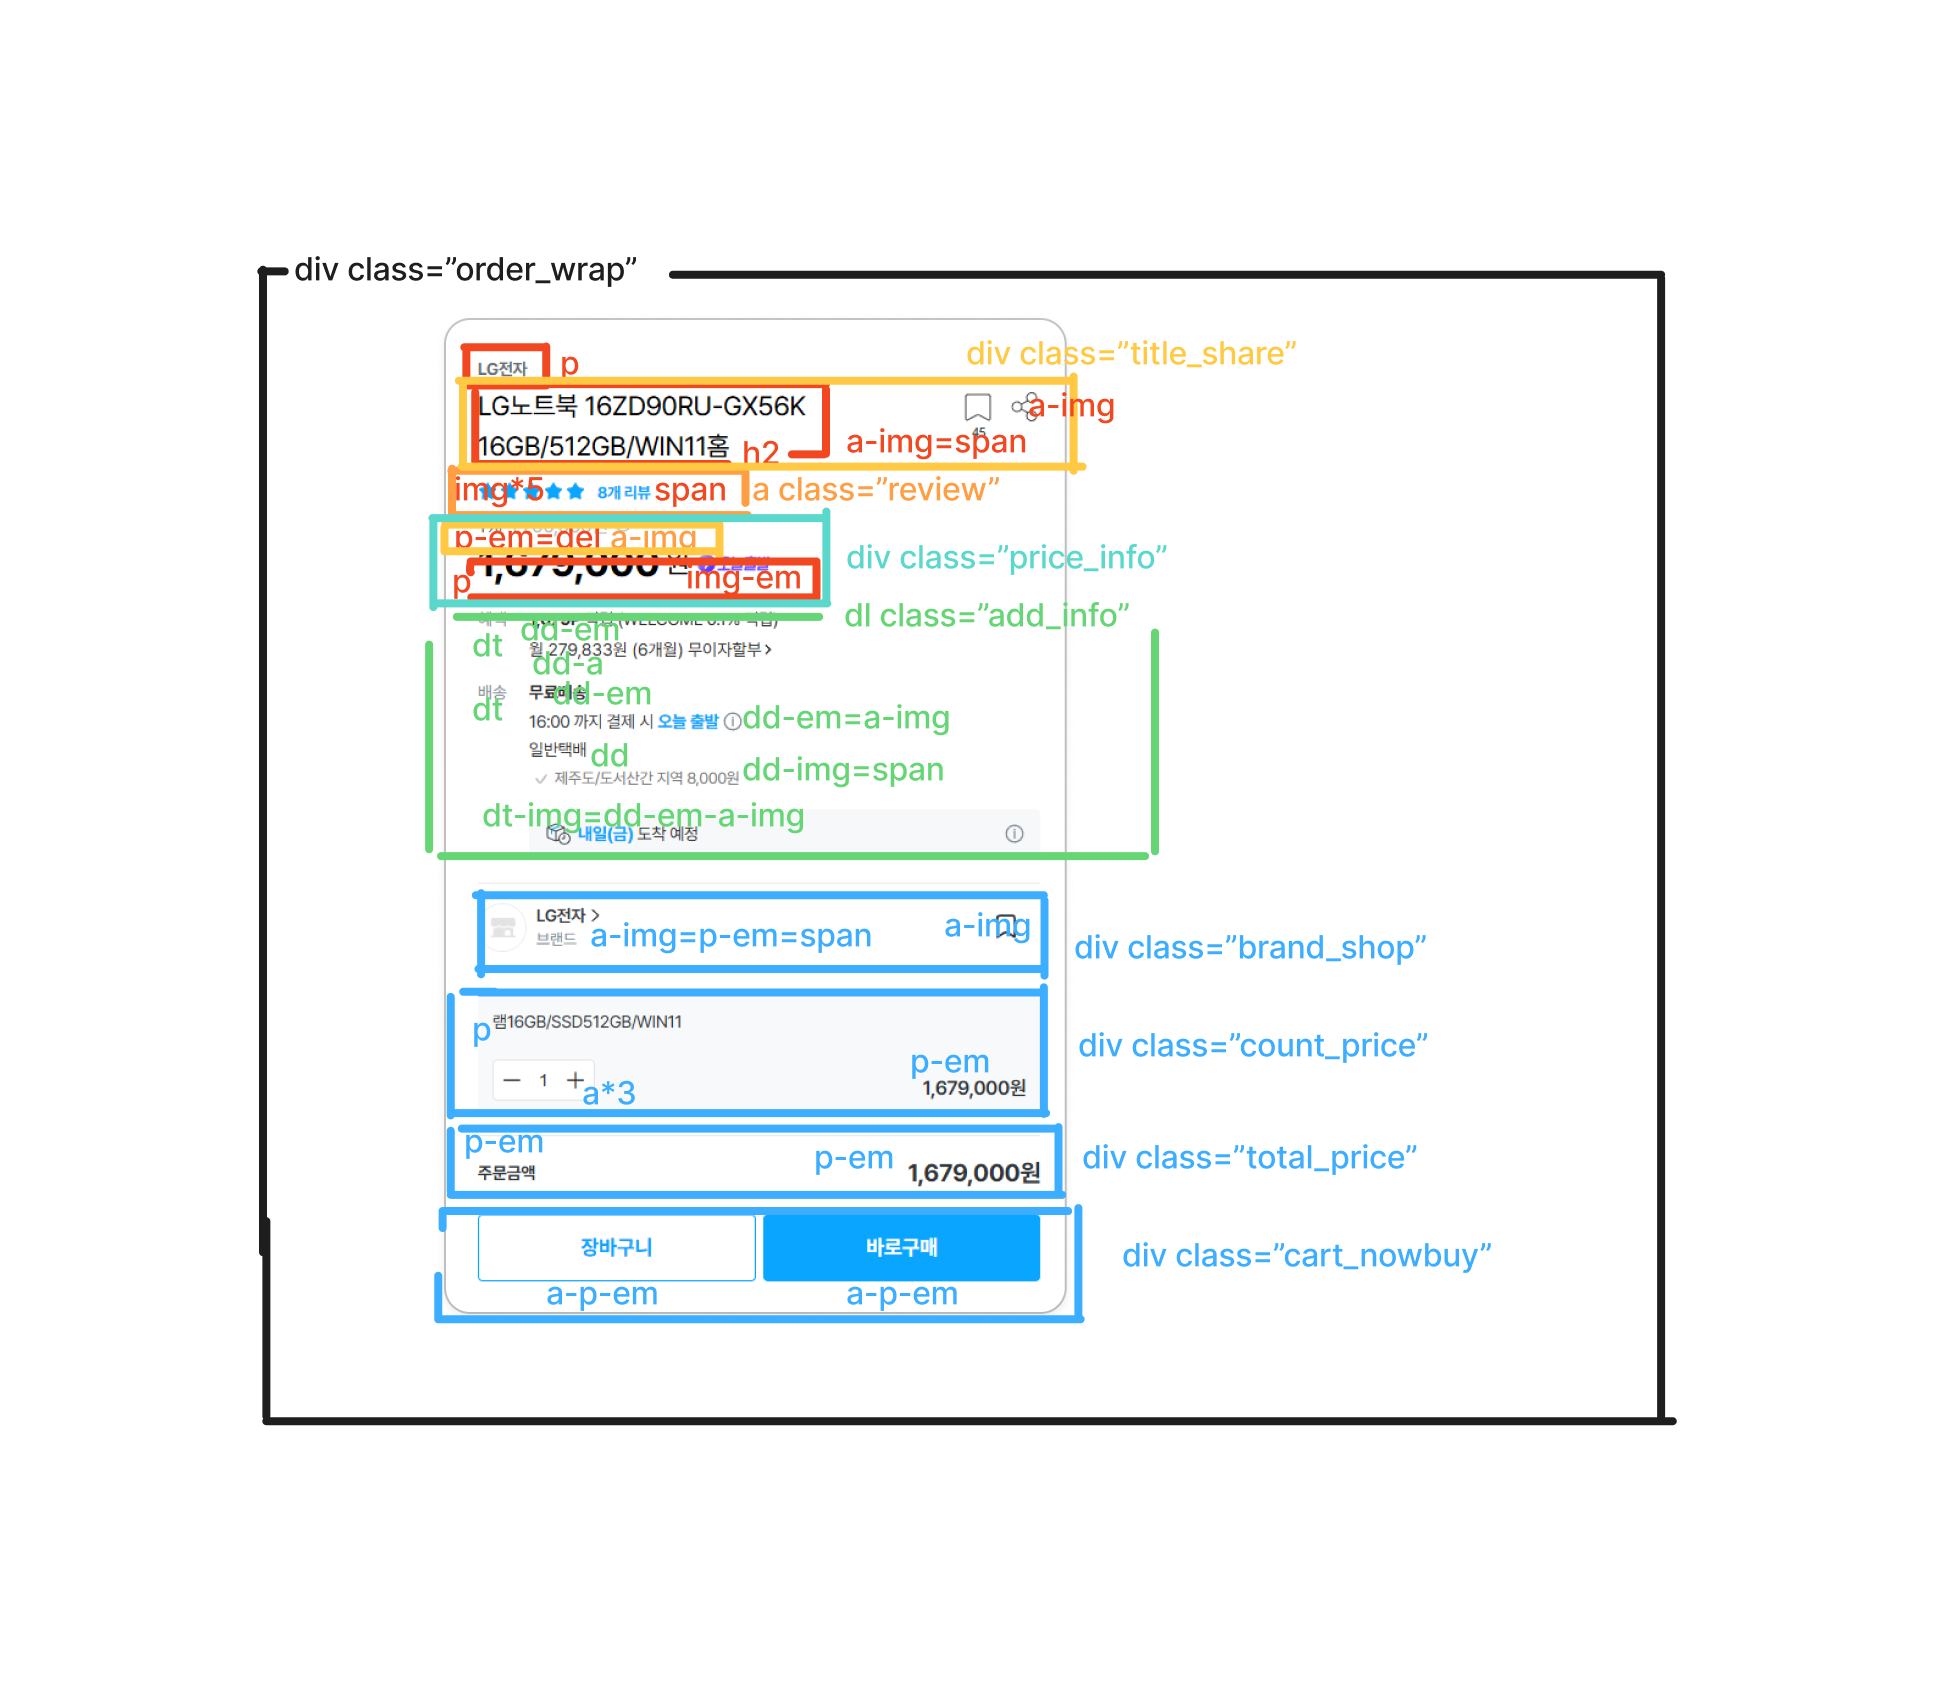 div class=”order_wrap”
div class=”title_share”
LG전자
p
LG노트북 16ZD90RU-GX56K
a-img
16GB/512GB/WIN11홈
h2
45
a-img=span
img*5
8개 리뷰
span
a class=”review”
p-em=del
a-img
1,679,000
원
p
img-em
div class=”price_info”
dl class=”add_info”
dd-em
dt
월 279,833원 (6개월) 무이자할부
dd-a
배송
무료배송
dd-em
dt
16:00 까지 결제 시 오늘 출발
dd-em=a-img
일반택배
dd
제주도/도서산간 지역 8,000원
dd-img=span
dt-img=dd-em-a-img
내일(금) 도착 예정
LG전자
브랜드
a-img=p-em=span
a-img
div class=”brand_shop”
p
램16GB/SSD512GB/WIN11
div class=”count_price”
p-em
1
a*3
1,679,000원
p-em
주문금액
p-em
1,679,000원
div class=”total_price”
장바구니
바로구매
div class=”cart_nowbuy”
a-p-em
a-p-em